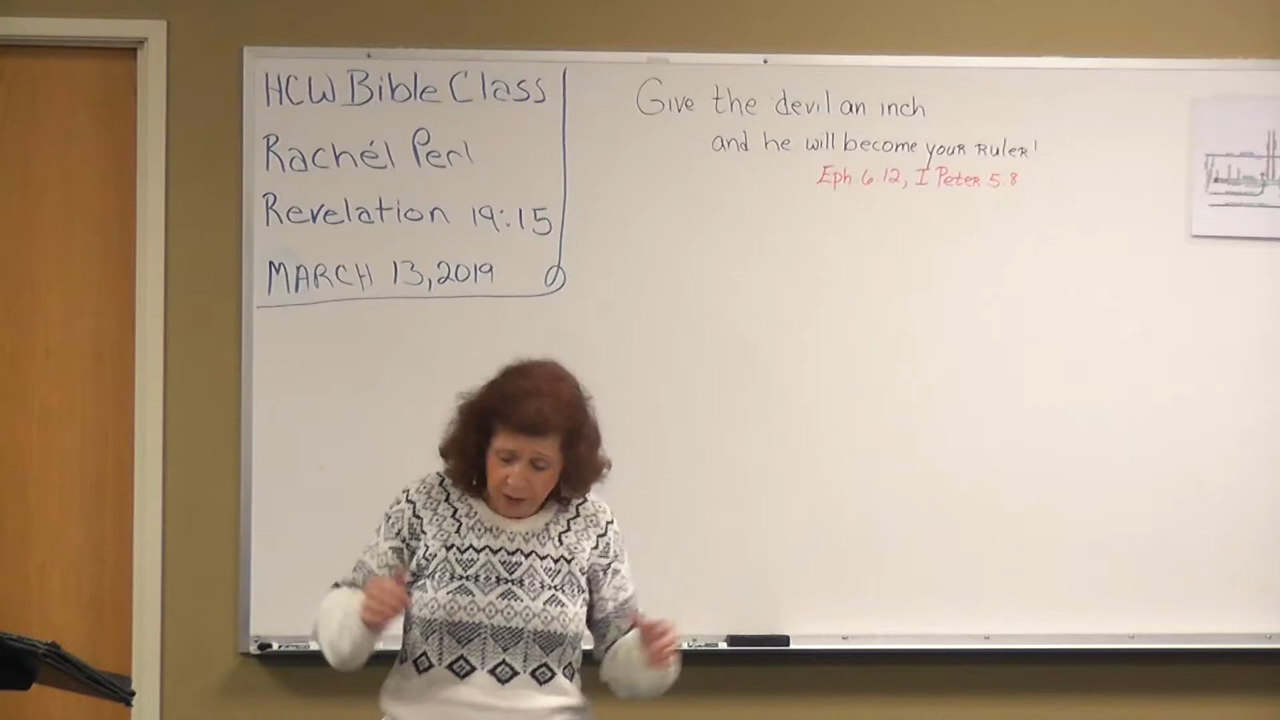 HCW Bible Class
Rachél Perl
Revelation 19:15
MARCH 13, 2019
Give the devil an inch
and he will become your Ruler!
Eph 6.12, I Peter 5.8